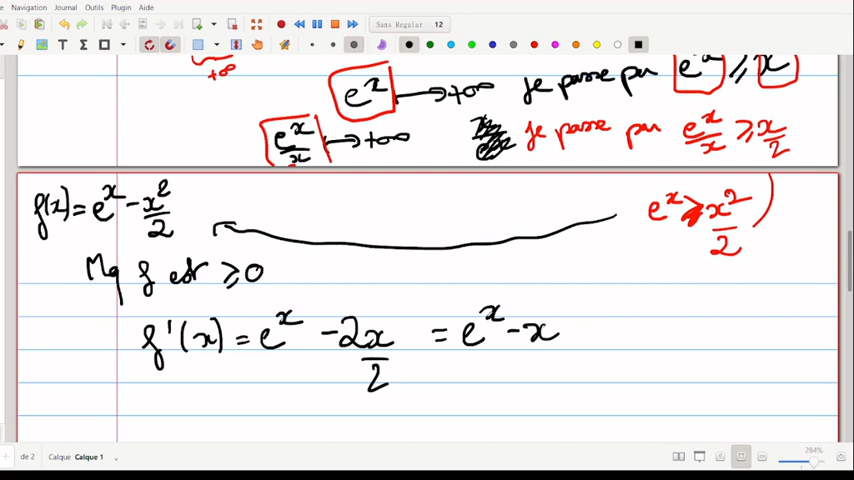 Navigation Journal Outils Plugin Aide
Sans Regular 12
+∞
e^x → +∞ Je passe par e^x ≥ x
e^x/x → +∞ Je passe par e^x/x ≥ x/2
f(x) = e^x - x²/2 e^x ≥ x²/2 )
Mq f est ≥ 0
f'(x) = e^x - 2x/2 = e^x - x
de 2 Calque Calque 1 284%